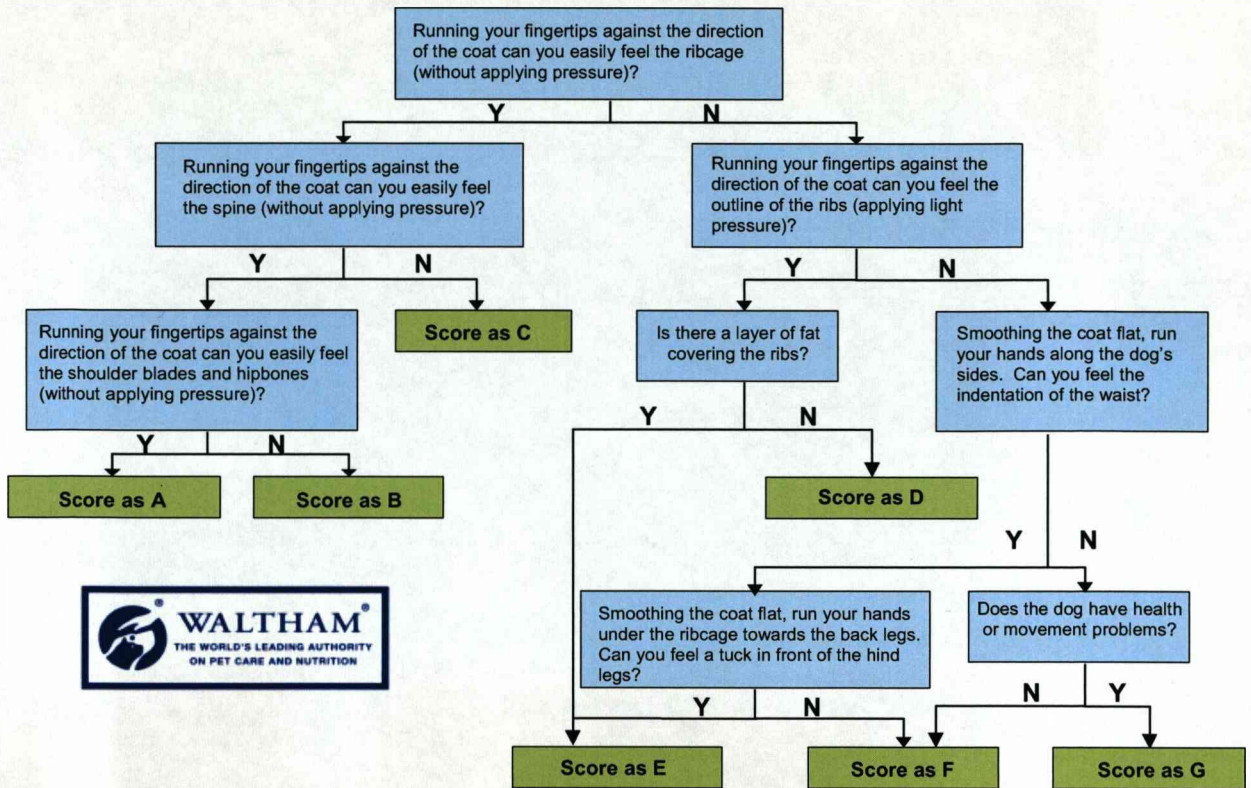 Running your fingertips against the direction
of the coat can you easily feel the ribcage
(without applying pressure)?
Y
N
Running your fingertips against the
direction of the coat can you easily feel
the spine (without applying pressure)?
Running your fingertips against the
direction of the coat can you feel the
outline of the ribs (applying light
pressure)?
Y
N
Y
N
Running your fingertips against the
direction of the coat can you easily feel
the shoulder blades and hipbones
(without applying pressure)?
Score as C
Is there a layer of fat
covering the ribs?
Smoothing the coat flat, run
your hands along the dog's
sides. Can you feel the
indentation of the waist?
Y
N
Y
N
Score as A
Score as B
Score as D
Y
N
WALTHAM®
THE WORLD'S LEADING AUTHORITY
ON PET CARE AND NUTRITION
®
Smoothing the coat flat, run your hands
under the ribcage towards the back legs.
Can you feel a tuck in front of the hind
legs?
Does the dog have health
or movement problems?
Y
N
N
Y
Score as E
Score as F
Score as G